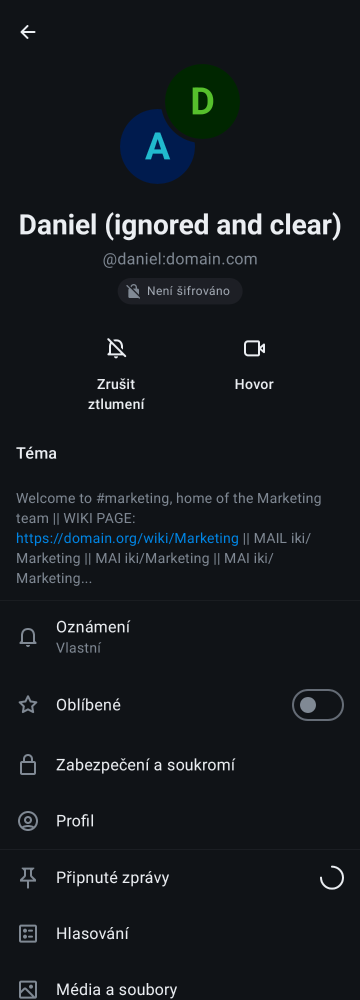 D
A
Daniel (ignored and clear)
@daniel:domain.com
Není šifrováno
Zrušit
ztlumení
Hovor
Téma
Welcome to #marketing, home of the Marketing
team || WIKI PAGE:
https://domain.org/wiki/Marketing || MAIL iki/
Marketing || MAI iki/Marketing || MAI iki/
Marketing...
Oznámení
Vlastní
Oblíbené
Zabezpečení a soukromí
Profil
Připnuté zprávy
Hlasování
Média a soubory